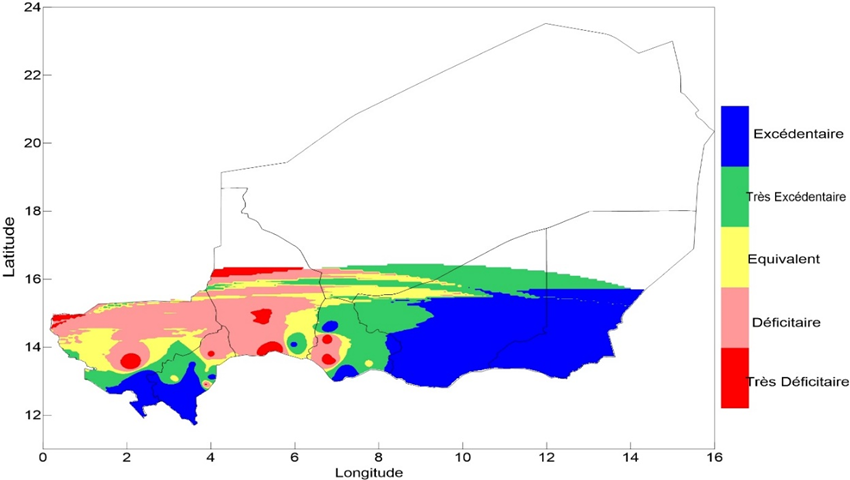 24
22
20
18
16
14
12
Latitude
0
2
4
6
8
10
12
14
16
Longitude
Excédentaire
Très Excédentaire
Equivalent
Déficitaire
Très Déficitaire